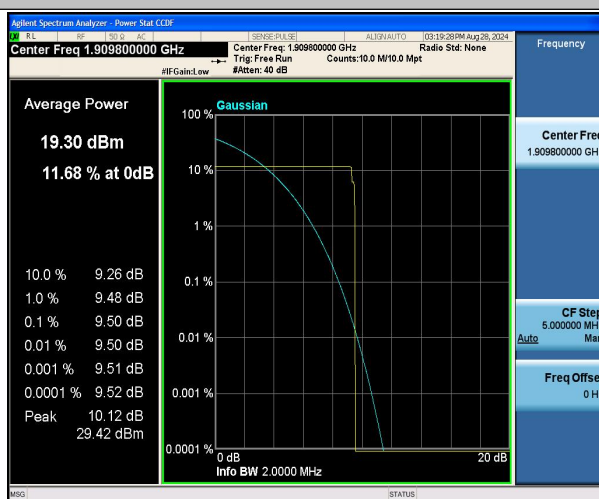 Agilent Spectrum Analyzer - Power Stat CCDF
LXI RL RF 50 Ω AC SENSE:PULSE ALIGNAUTO 03:19:28 PM Aug 28, 2024
Center Freq 1.909800000 GHz
Center Freq: 1.909800000 GHz Radio Std: None
Trig: Free Run Counts:10.0 M/10.0 Mpt
#IFGain:Low #Atten: 40 dB
Frequency
Average Power
19.30 dBm
11.68 % at 0dB
10.0 % 9.26 dB
1.0 % 9.48 dB
0.1 % 9.50 dB
0.01 % 9.50 dB
0.001 % 9.51 dB
0.0001 % 9.52 dB
Peak 10.12 dB
29.42 dBm
Gaussian
100 %
10 %
1 %
0.1 %
0.01 %
0.001 %
0.0001 %
0 dB 20 dB
Info BW 2.0000 MHz
Center Fre
1.909800000 GH
CF Step
5.000000 MH
Auto Ma
Freq Offse
0 H
MSG STATUS